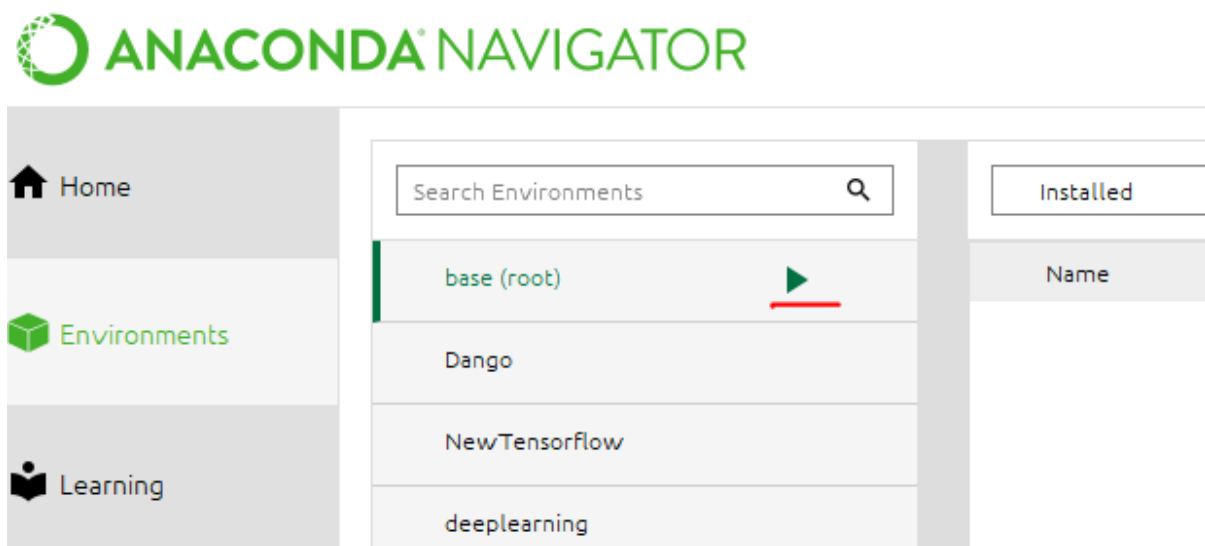 ANACONDA NAVIGATOR
Home
Environments
Learning
Search Environments
base (root)
Dango
NewTensorflow
deeplearning
Installed
Name